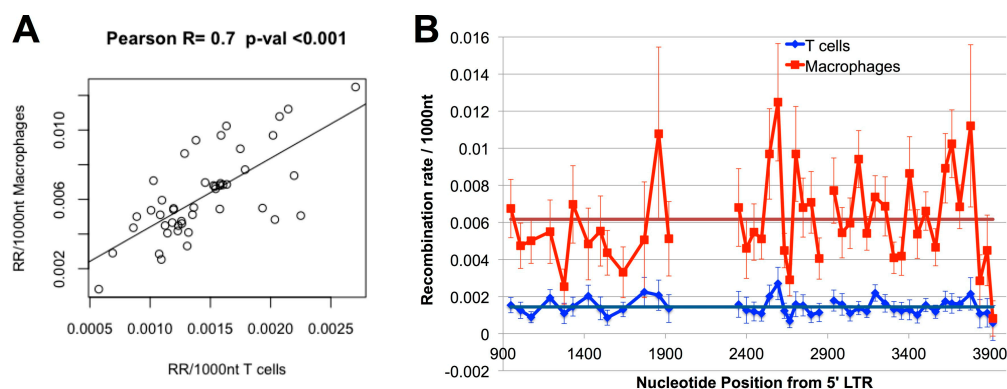 A
Pearson R= 0.7 p-val <0.001
RR/1000nt Macrophages
0.002
0.006
0.010
0.0005
0.0010
0.0015
0.0020
0.0025
RR/1000nt T cells
B
T cells
Macrophages
Recombination rate / 1000nt
0.016
0.014
0.012
0.01
0.008
0.006
0.004
0.002
0
-0.002
900
1400
1900
2400
2900
3400
3900
Nucleotide Position from 5' LTR